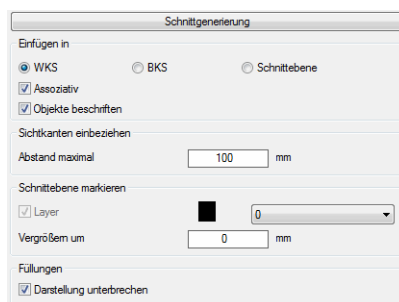 Schnittgenerierung
Einfügen in
WKS BKS Schnittebene
Assoziativ
Objekte beschriften
Sichtkanten einbeziehen
Abstand maximal 100 mm
Schnittebene markieren
Layer 0
Vergrößern um 0 mm
Füllungen
Darstellung unterbrechen